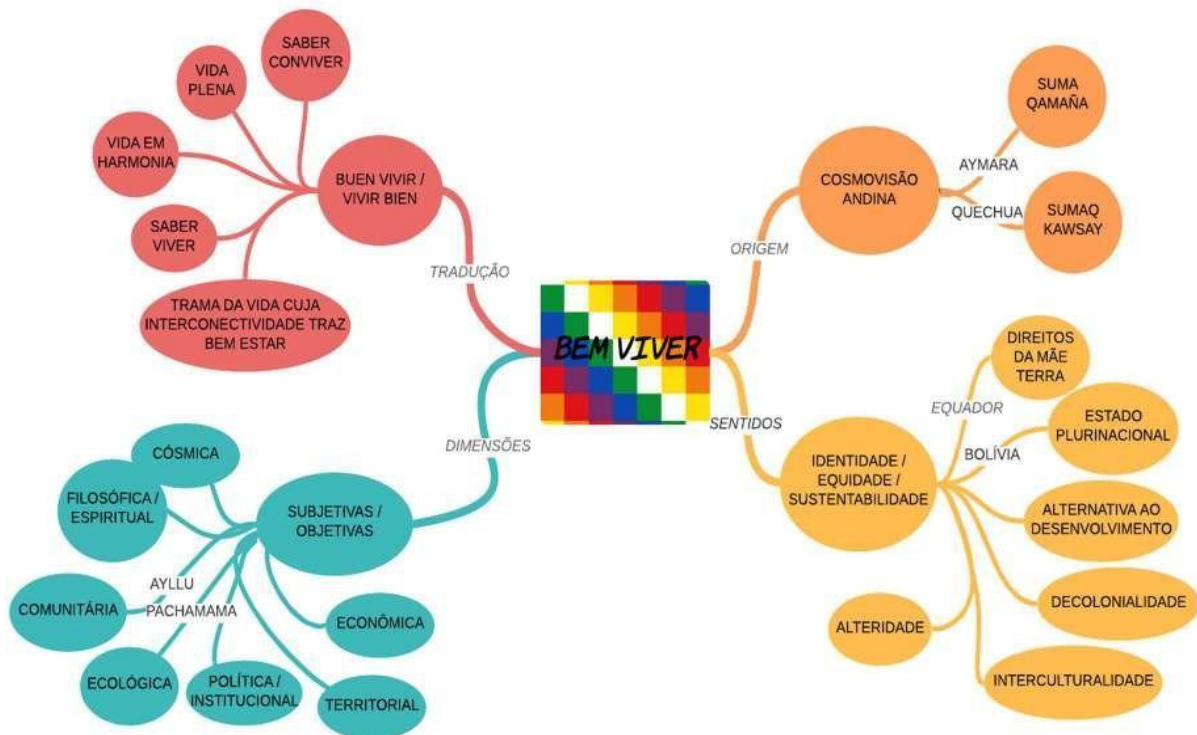 SABER
CONVIVER
VIDA
PLENA
VIDA EM
HARMONIA
SABER
VIVER
TRAMA DA VIDA CUJA
INTERCONECTIVIDADE TRAZ
BEM ESTAR
BUEN VIVIR /
VIVIR BIEN
TRADUÇÃO
BEM VIVER
ORIGEM
COSMOVISÃO
ANDINA
AYMARA
SUMA
QAMAÑA
QUECHUA
SUMAQ
KAWSAY
DIMENSÕES
SUBJETIVAS /
OBJETIVAS
CÓSMICA
FILOSÓFICA /
ESPIRITUAL
AYLLU
COMUNITÁRIA
PACHAMAMA
ECOLÓGICA
POLÍTICA /
INSTITUCIONAL
TERRITORIAL
ECONÔMICA
SENTIDOS
IDENTIDADE /
EQUIDADE /
SUSTENTABILIDADE
EQUADOR
DIREITOS
DA MÃE
TERRA
BOLÍVIA
ESTADO
PLURINACIONAL
ALTERNATIVA AO
DESENVOLVIMENTO
DECOLONIALIDADE
INTERCULTURALIDADE
ALTERIDADE